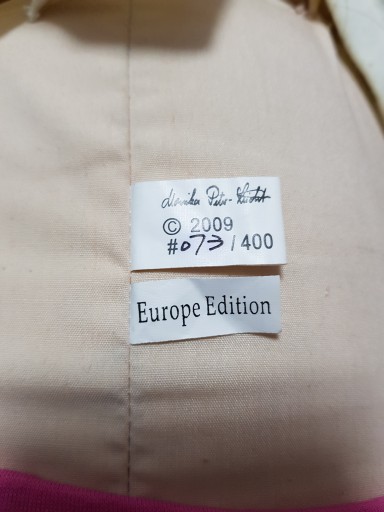 Monika Peter-Leicht
© 2009
#073/400
Europe Edition